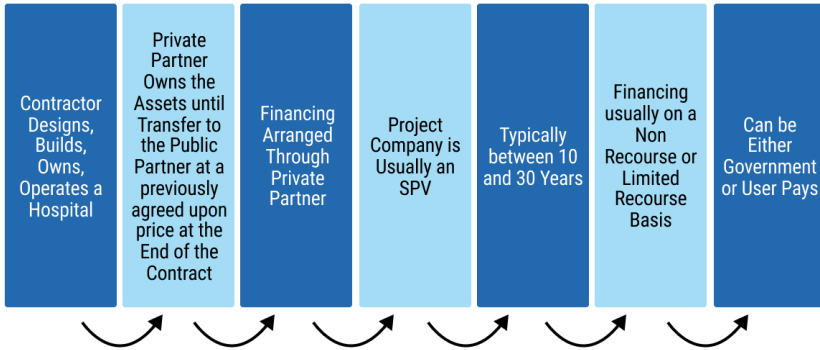 Contractor
Designs,
Builds,
Owns,
Operates a
Hospital
Private
Partner
Owns the
Assets until
Transfer to
the Public
Partner at a
previously
agreed upon
price at the
End of the
Contract
Financing
Arranged
Through
Private
Partner
Project
Company is
Usually an
SPV
Typically
between 10
and 30 Years
Financing
usually on a
Non
Recourse or
Limited
Recourse
Basis
Can be
Either
Government
or User Pays